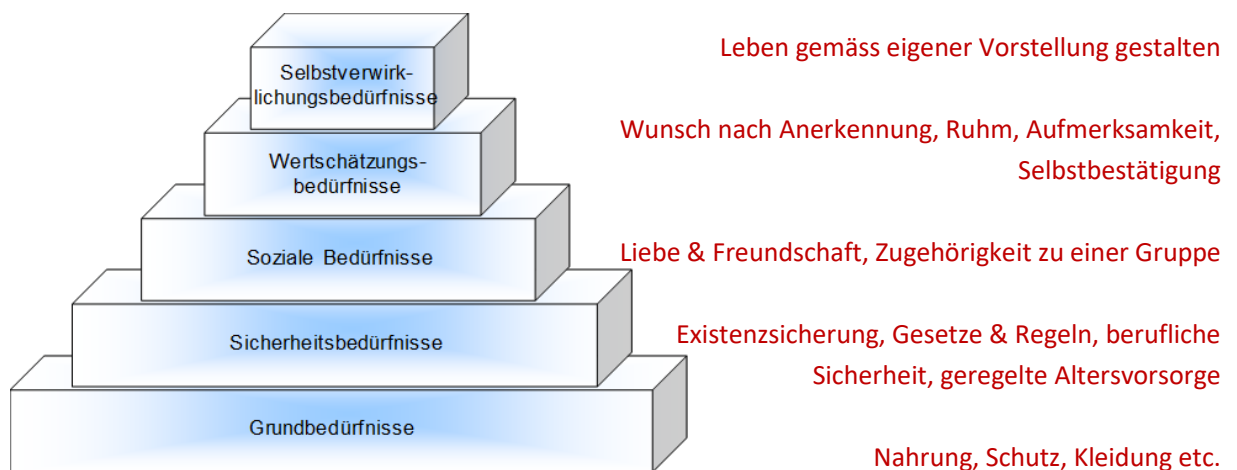 Leben gemäss eigener Vorstellung gestalten
Selbstverwirk-
lichungsbedürfnisse
Wunsch nach Anerkennung, Ruhm, Aufmerksamkeit,
Selbstbestätigung
Wertschätzungs-
bedürfnisse
Liebe & Freundschaft, Zugehörigkeit zu einer Gruppe
Soziale Bedürfnisse
Existenzsicherung, Gesetze & Regeln, berufliche
Sicherheit, geregelte Altersvorsorge
Sicherheitsbedürfnisse
Grundbedürfnisse
Nahrung, Schutz, Kleidung etc.